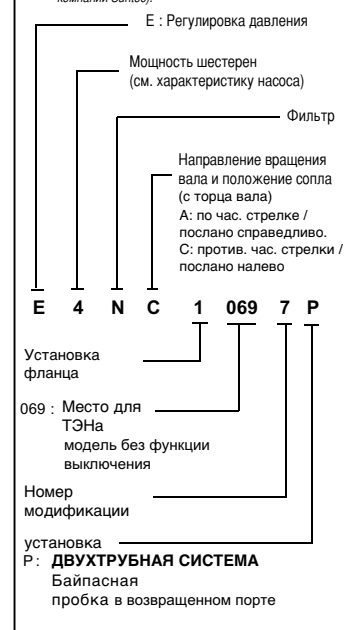 компании Suntec).
E : Регулировка давления
Мощность шестерен
(см. характеристику насоса)
Фильтр
Направление вращения
вала и положение сопла
(с торца вала)
A: по час. стрелке /
послано справедливо.
C: против. час. стрелки /
послано налево
E 4 N C 1 069 7 P
Установка
фланца
069 : Место для
ТЭНа
модель без функции
выключения
Номер
модификации
установка
P : ДВУХТРУБНАЯ СИСТЕМА
Байпасная
пробка в возвращенном порте